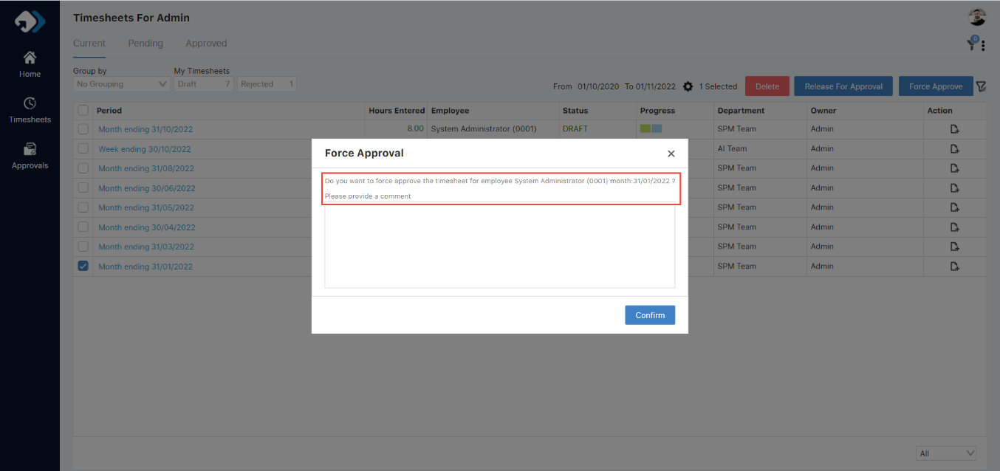 Timesheets For Admin
Home
Timesheets
Approvals
Current Pending Approved
0
Group by My Timesheets
No Grouping Draft 7 Rejected 1
From 01/10/2020 To 01/11/2022 1 Selected Delete Release For Approval Force Approve
Period Hours Entered Employee Status Progress Department Owner Action
Month ending 31/10/2022 8.00 System Administrator (0001) DRAFT SPM Team Admin
Week ending 30/10/2022 AI Team Admin
Month ending 31/08/2022 SPM Team Admin
Month ending 30/06/2022 SPM Team Admin
Month ending 31/05/2022 SPM Team Admin
Month ending 30/04/2022 SPM Team Admin
Month ending 31/03/2022 SPM Team Admin
Month ending 31/01/2022 SPM Team Admin
Force Approval
Do you want to force approve the timesheet for employee System Administrator (0001) month:31/01/2022 ?
Please provide a comment
Confirm
All